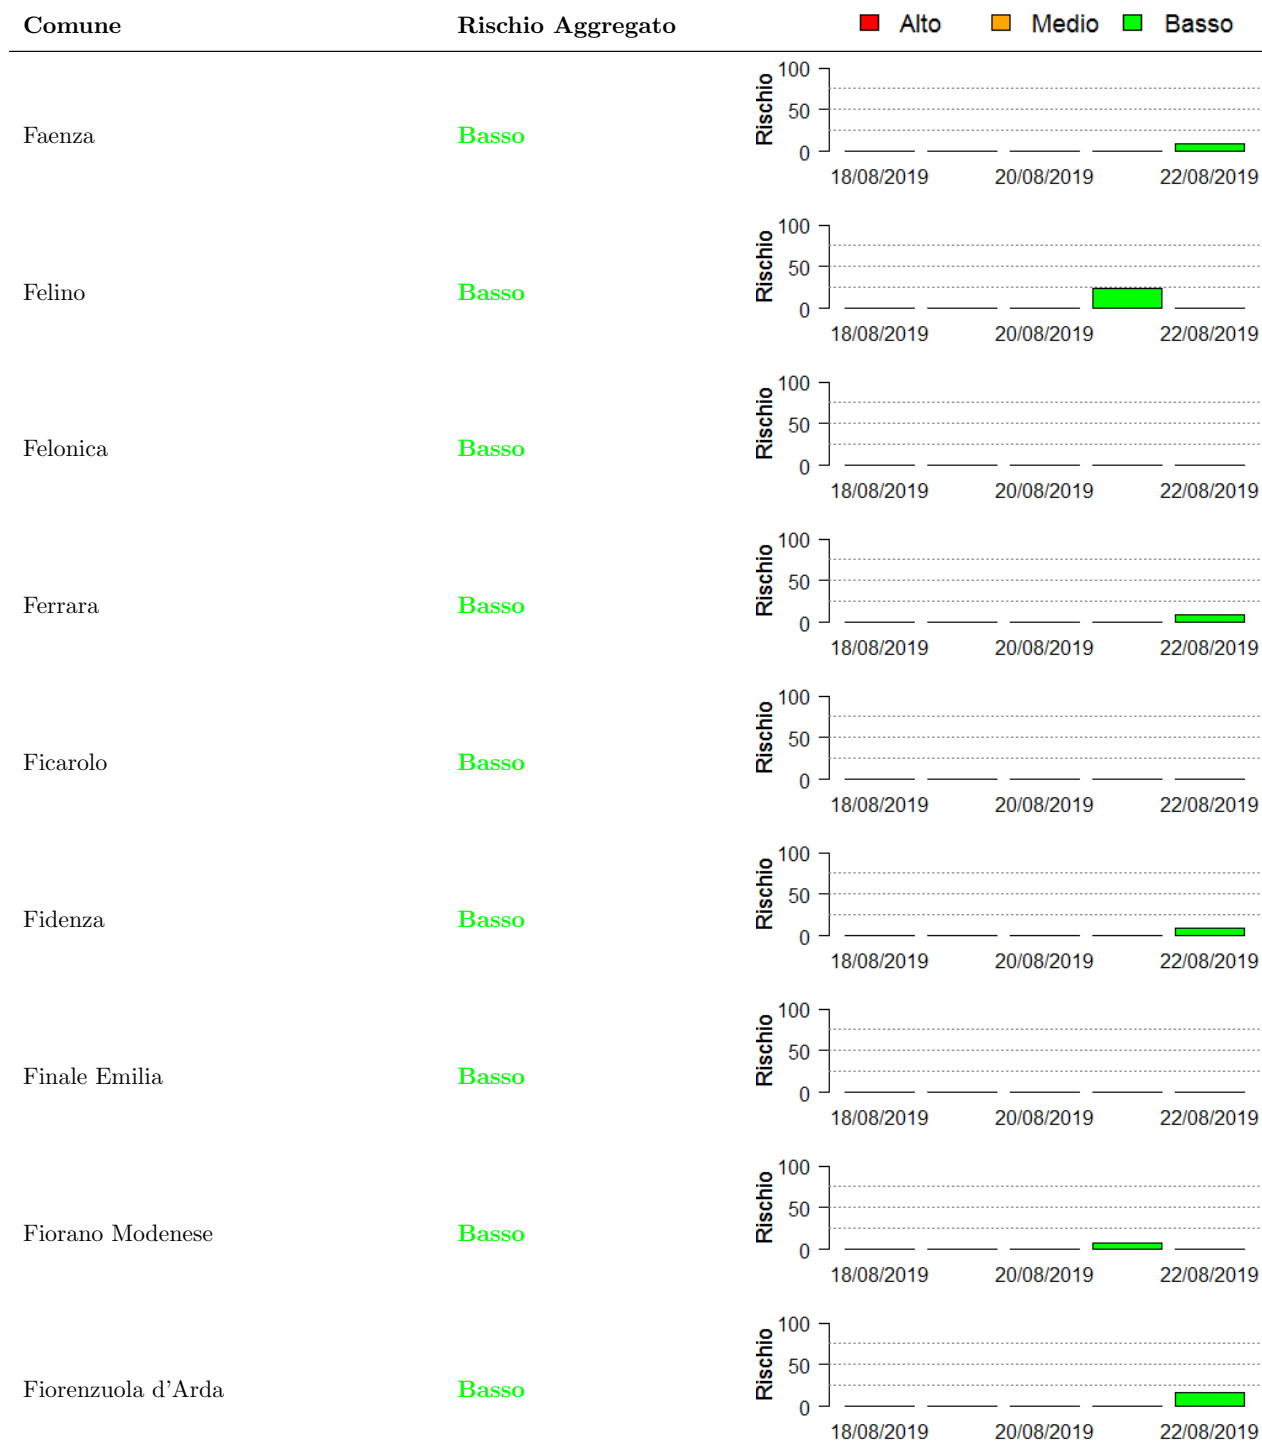 Comune Rischio Aggregato Alto Medio Basso
100
50
0
Rischio
Faenza Basso
18/08/2019 20/08/2019 22/08/2019
100
50
0
Rischio
Felino Basso
18/08/2019 20/08/2019 22/08/2019
100
50
0
Rischio
Felonica Basso
18/08/2019 20/08/2019 22/08/2019
100
50
0
Rischio
Ferrara Basso
18/08/2019 20/08/2019 22/08/2019
100
50
0
Rischio
Ficarolo Basso
18/08/2019 20/08/2019 22/08/2019
100
50
0
Rischio
Fidenza Basso
18/08/2019 20/08/2019 22/08/2019
100
50
0
Rischio
Finale Emilia Basso
18/08/2019 20/08/2019 22/08/2019
100
50
0
Rischio
Fiorano Modenese Basso
18/08/2019 20/08/2019 22/08/2019
100
50
0
Rischio
Fiorenzuola d'Arda Basso
18/08/2019 20/08/2019 22/08/2019